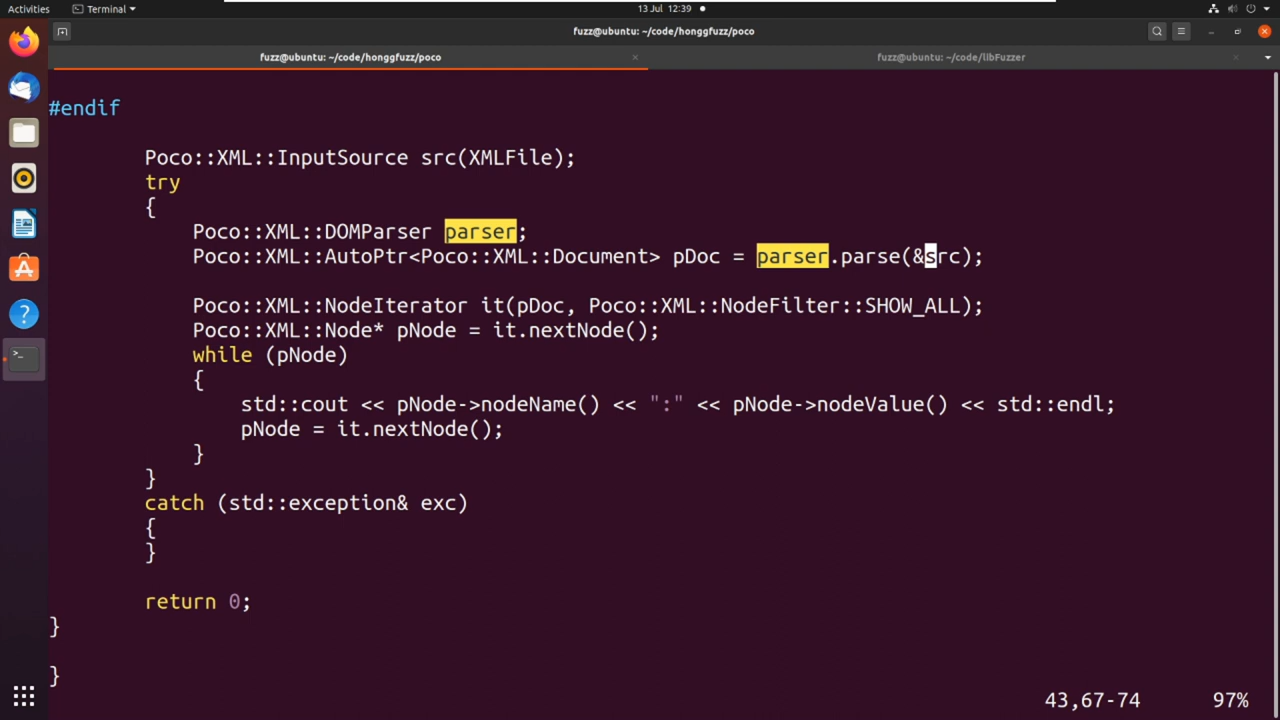 Activities
Terminal
13 Jul 12:39
fuzz@ubuntu: ~/code/honggfuzz/poco
fuzz@ubuntu: ~/code/honggfuzz/poco
fuzz@ubuntu: ~/code/libFuzzer
#endif
Poco::XML::InputSource src(XMLFile);
try
{
Poco::XML::DOMParser parser;
Poco::XML::AutoPtr<Poco::XML::Document> pDoc = parser.parse(&src);
Poco::XML::NodeIterator it(pDoc, Poco::XML::NodeFilter::SHOW_ALL);
Poco::XML::Node* pNode = it.nextNode();
while (pNode)
{
std::cout << pNode->nodeName() << ":" << pNode->nodeValue() << std::endl;
pNode = it.nextNode();
}
}
catch (std::exception& exc)
{
}
return 0;
}
}
43,67-74 97%